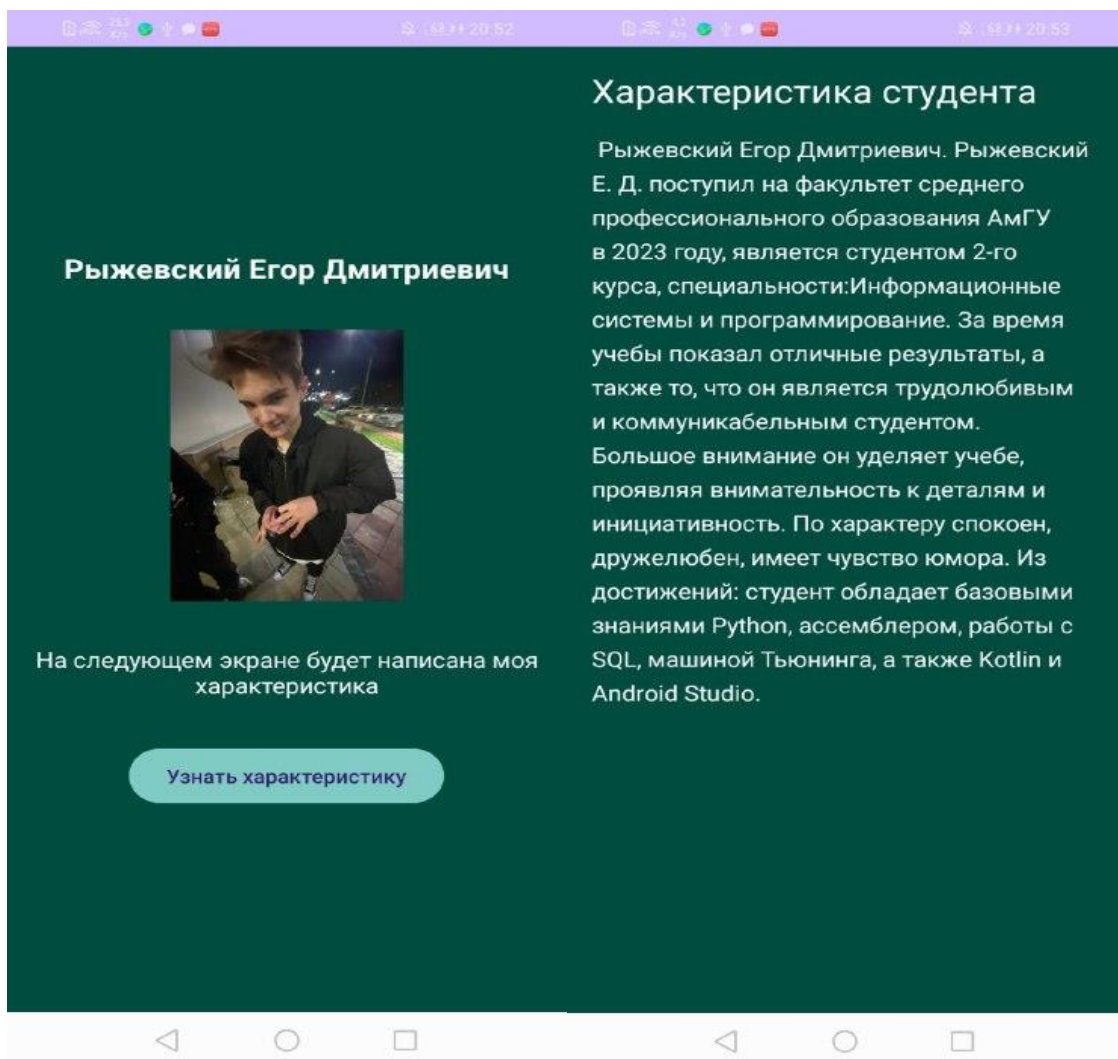 20:52
Рыжевский Егор Дмитриевич
На следующем экране будет написана моя
характеристика
Узнать характеристику
20:53
Характеристика студента
Рыжевский Егор Дмитриевич. Рыжевский
Е. Д. поступил на факультет среднего
профессионального образования АмГУ
в 2023 году, является студентом 2-го
курса, специальности:Информационные
системы и программирование. За время
учебы показал отличные результаты, а
также то, что он является трудолюбивым
и коммуникабельным студентом.
Большое внимание он уделяет учебе,
проявляя внимательность к деталям и
инициативность. По характеру спокоен,
дружелюбен, имеет чувство юмора. Из
достижений: студент обладает базовыми
знаниями Python, ассемблером, работы с
SQL, машиной Тьюнинга, а также Kotlin и
Android Studio.